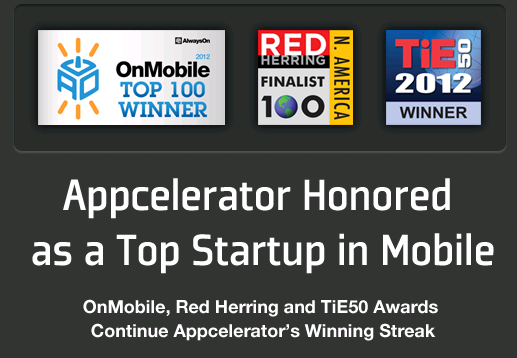 AlwaysOn
2012
OnMobile
TOP 100
WINNER
RED
HERRING
FINALIST
100
N. AMERICA
TiE50
2012
WINNER
Appcelerator Honored
as a Top Startup in Mobile
OnMobile, Red Herring and TiE50 Awards
Continue Appcelerator's Winning Streak